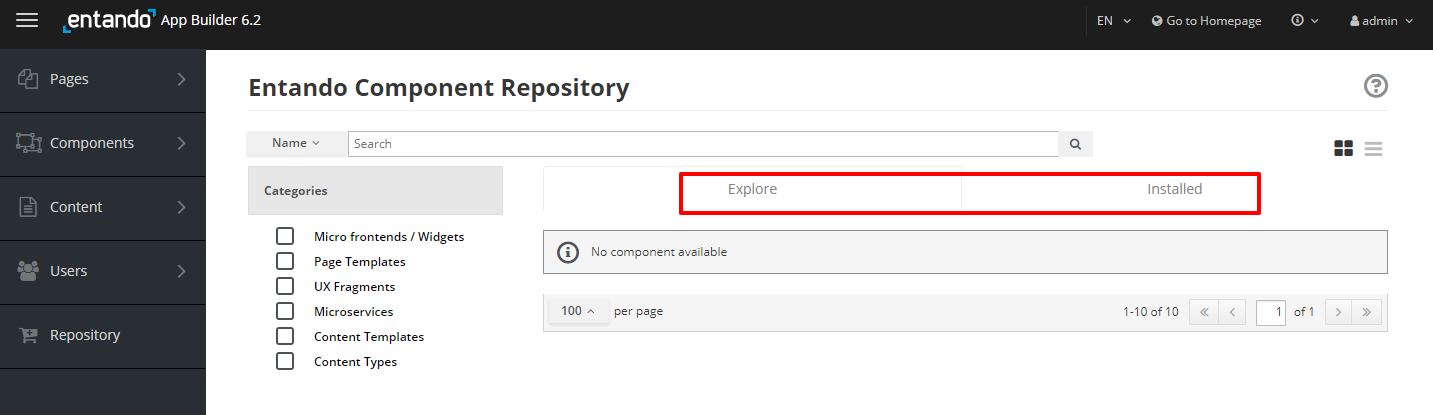 entando App Builder 6.2 EN Go to Homepage admin
Pages
Components
Content
Users
Repository
Entando Component Repository
Name Search
Categories
Micro frontends / Widgets
Page Templates
UX Fragments
Microservices
Content Templates
Content Types
Explore Installed
No component available
100 per page 1-10 of 10 1 of 1